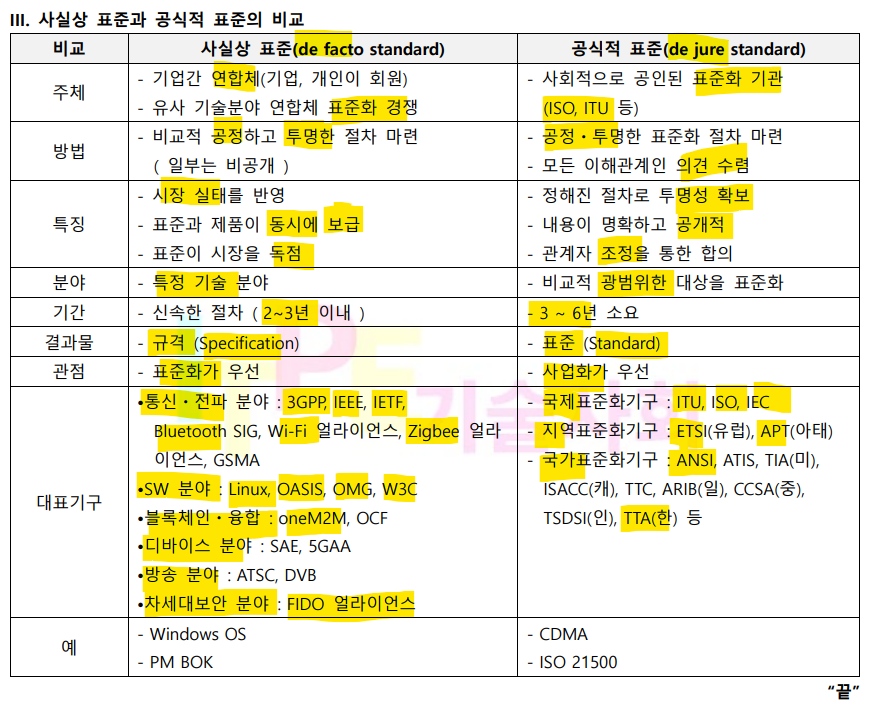 III. 사실상 표준과 공식적 표준의 비교
비교 사실상 표준(de facto standard) 공식적 표준(de jure standard)
주체
- 기업간 연합체(기업, 개인이 회원)
- 유사 기술분야 연합체 표준화 경쟁
- 사회적으로 공인된 표준화 기관
(ISO, ITU 등)
방법
- 비교적 공정하고 투명한 절차 마련
( 일부는 비공개 )
- 공정・투명한 표준화 절차 마련
- 모든 이해관계인 의견 수렴
특징
- 시장 실태를 반영
- 표준과 제품이 동시에 보급
- 표준이 시장을 독점
- 정해진 절차로 투명성 확보
- 내용이 명확하고 공개적
- 관계자 조정을 통한 합의
분야 - 특정 기술 분야 - 비교적 광범위한 대상을 표준화
기간 - 신속한 절차 ( 2~3년 이내 ) - 3 ~ 6년 소요
결과물 - 규격 (Specification) - 표준 (Standard)
관점 - 표준화가 우선 - 사업화가 우선
대표기구
•통신・전파 분야 : 3GPP, IEEE, IETF,
Bluetooth SIG, Wi-Fi 얼라이언스, Zigbee 얼라
이언스, GSMA
•SW 분야 : Linux, OASIS, OMG, W3C
•블록체인・융합 : oneM2M, OCF
•디바이스 분야 : SAE, 5GAA
•방송 분야 : ATSC, DVB
•차세대보안 분야 : FIDO 얼라이언스
- 국제표준화기구 : ITU, ISO, IEC
- 지역표준화기구 : ETSI(유럽), APT(아태)
- 국가표준화기구 : ANSI, ATIS, TIA(미),
ISACC(캐), TTC, ARIB(일), CCSA(중),
TSDSI(인), TTA(한) 등
예
- Windows OS
- PM BOK
- CDMA
- ISO 21500
“끝”